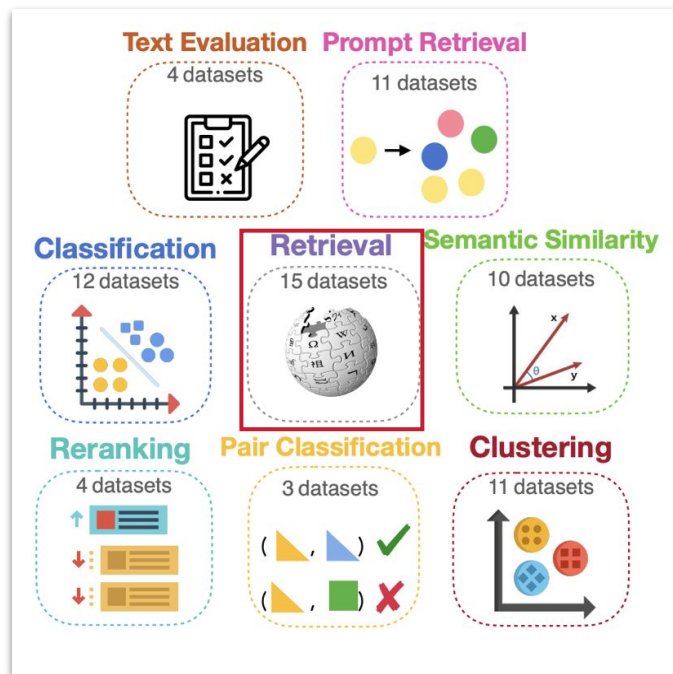 Text Evaluation
4 datasets
Prompt Retrieval
11 datasets
Classification
12 datasets
Retrieval
15 datasets
Ω
W
И
祖
Semantic Similarity
10 datasets
x
θ
y
Reranking
4 datasets
Pair Classification
3 datasets
( , )
( , )
Clustering
11 datasets